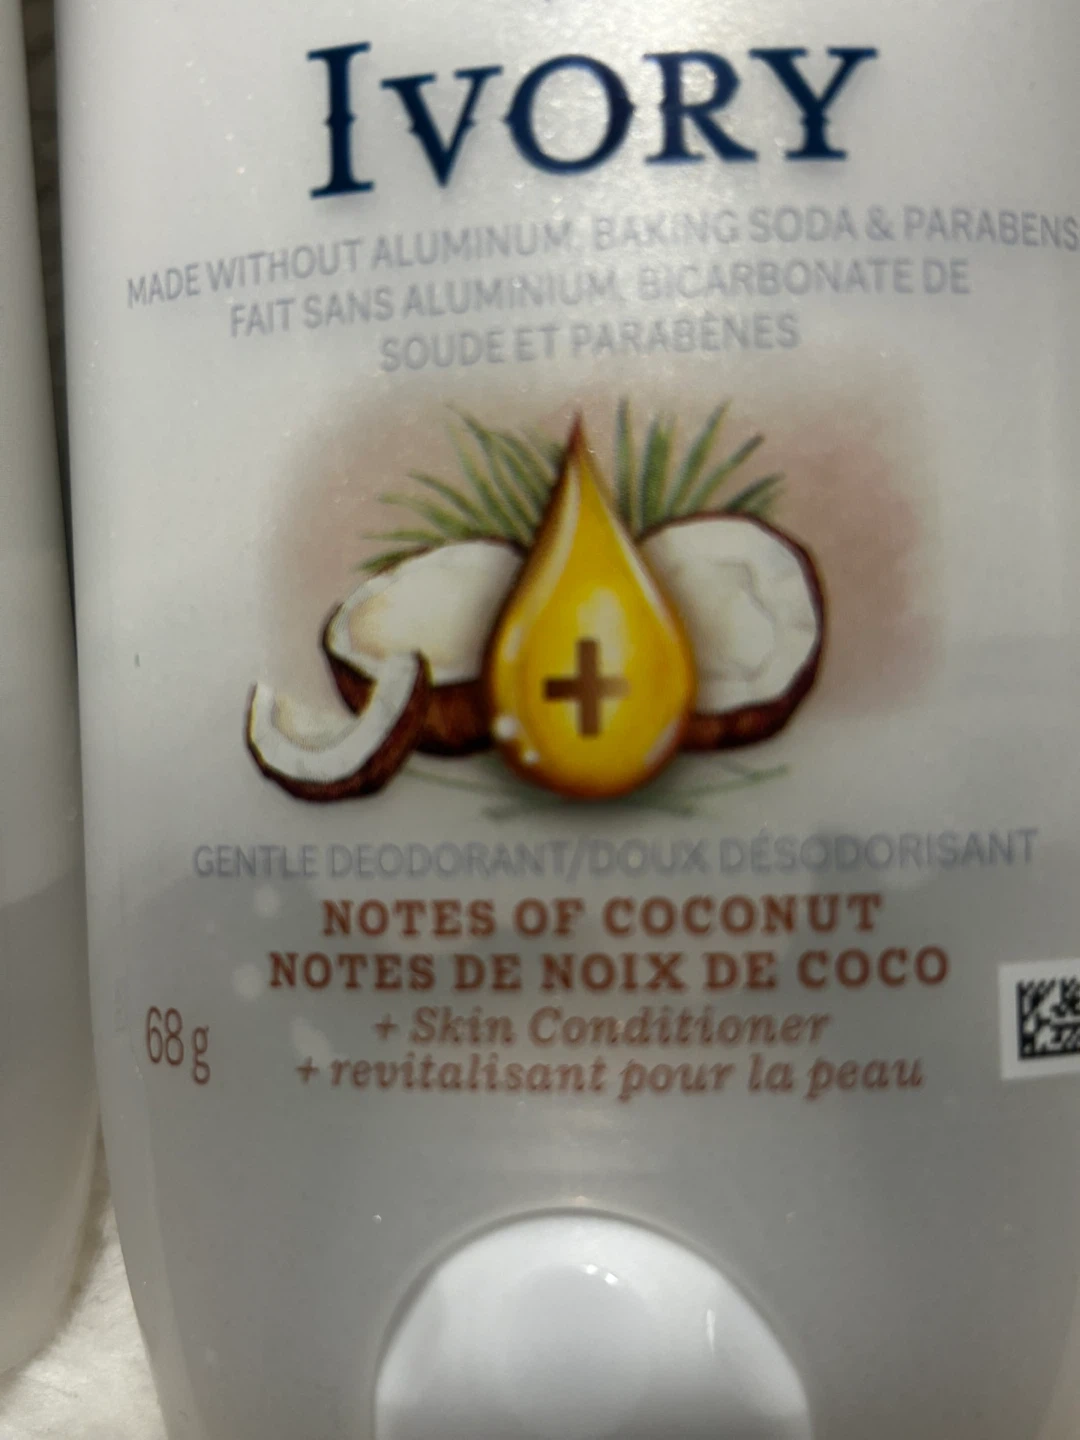 IVORY
MADE WITHOUT ALUMINUM, BAKING SODA & PARABENS
FAIT SANS ALUMINIUM, BICARBONATE DE
SOUDE ET PARABÈNES
GENTLE DEODORANT/DOUX DÉSODORISANT
NOTES OF COCONUT
NOTES DE NOIX DE COCO
+ Skin Conditioner
68 g
+ revitalisant pour la peau